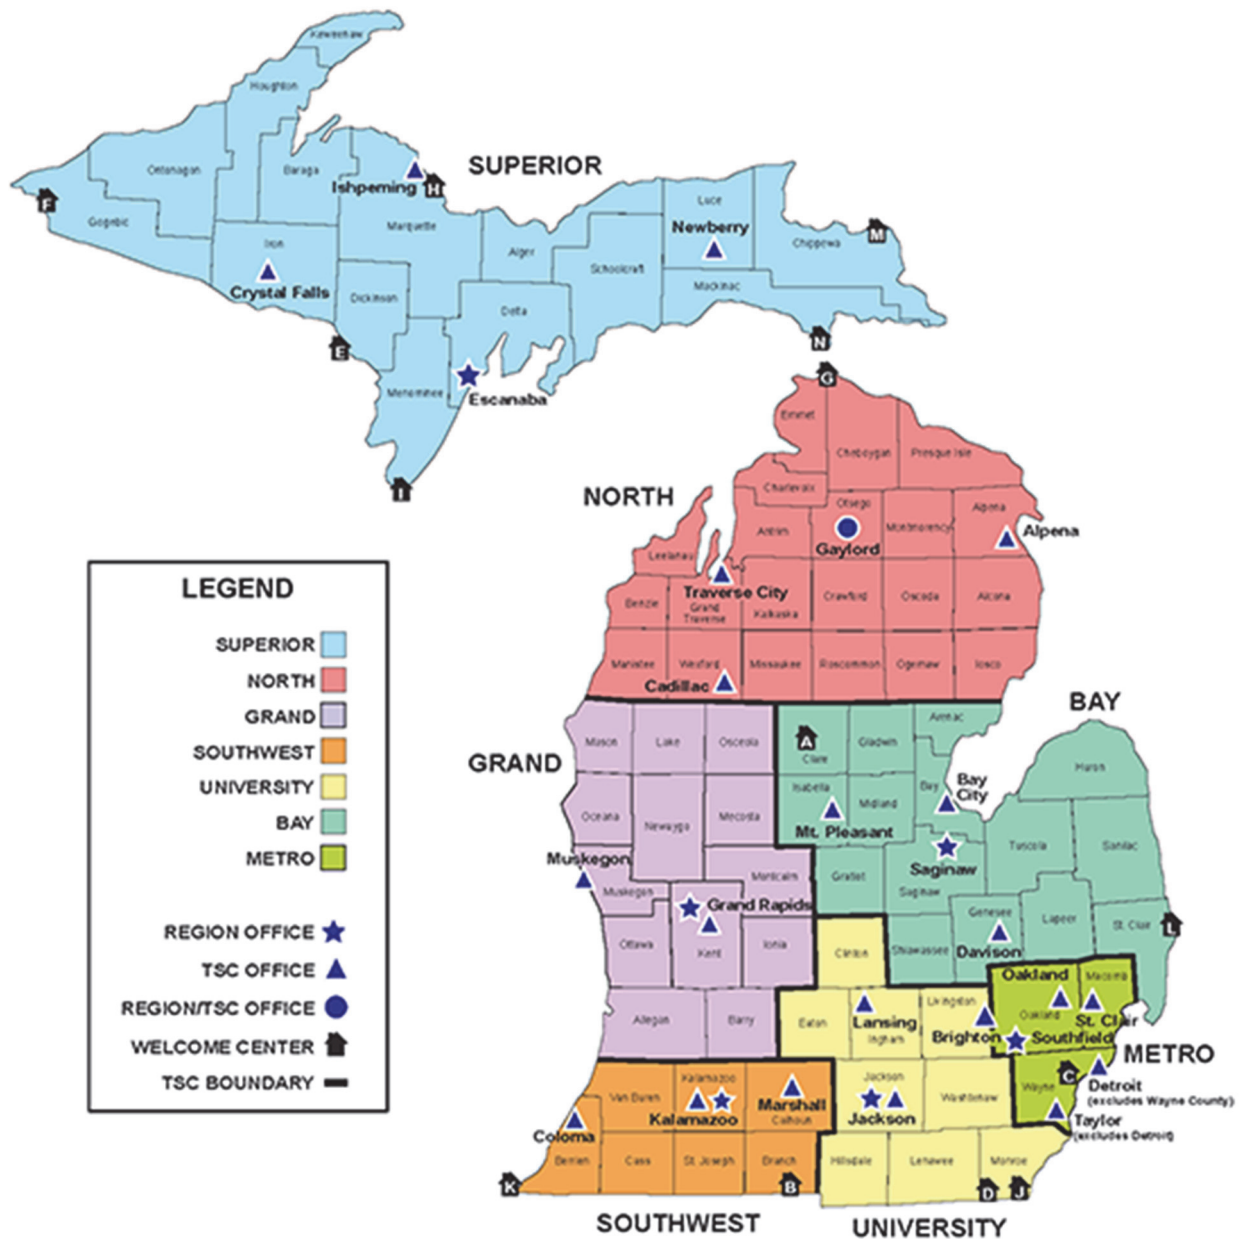 Keweenaw
Houghton
Ontonagon
Baraga
SUPERIOR
Ishpeming
H
F
Gogebic
Marquette
Luce
Newberry
M
Chippewa
Iron
Alger
Schoolcraft
Mackinac
Crystal Falls
Dickinson
Delta
E
N
Menominee
Escanaba
G
I
Emmet
Cheboygan
Presque Isle
NORTH
Charlevoix
Otsego
Antrim
Montmorency
Alpena
Alpena
Gaylord
Leelanau
Traverse City
Benzie
Grand
Traverse
Kalkaska
Crawford
Oscoda
Alcona
Manistee
Wexford
Missaukee
Roscommon
Ogemaw
Iosco
Cadillac
LEGEND
SUPERIOR
NORTH
GRAND
SOUTHWEST
UNIVERSITY
BAY
METRO
REGION OFFICE
TSC OFFICE
REGION/TSC OFFICE
WELCOME CENTER
TSC BOUNDARY
BAY
GRAND
Mason
Lake
Osceola
A
Clare
Gladwin
Arenac
Huron
Oceana
Newaygo
Mecosta
Isabella
Midland
Bay
Bay
City
Mt. Pleasant
Tuscola
Sanilac
Muskegon
Muskegon
Montcalm
Gratiot
Saginaw
Saginaw
Grand Rapids
Ottawa
Kent
Ionia
Clinton
Shiawassee
Genesee
Davison
Lapeer
St. Clair
L
Allegan
Barry
Eaton
Lansing
Ingham
Livingston
Brighton
Oakland
Oakland
Macomb
St. Clair
Southfield
METRO
Van Buren
Kalamazoo
Kalamazoo
Marshall
Calhoun
Jackson
Jackson
Washtenaw
Wayne
C
Detroit
(excludes Wayne County)
Taylor
(excludes Detroit)
Coloma
Berrien
Cass
St. Joseph
Branch
Hillsdale
Lenawee
Monroe
K
B
D
J
SOUTHWEST
UNIVERSITY